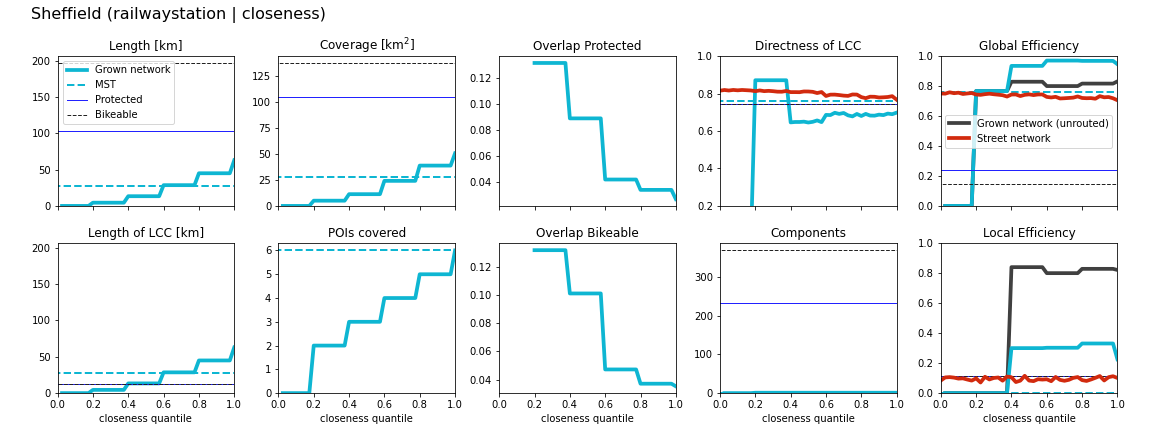 Sheffield (railwaystation | closeness)
Length [km]
Coverage [km²]
Overlap Protected
Directness of LCC
Global Efficiency
200
150
100
50
0
Grown network
MST
Protected
Bikeable
125
100
75
50
25
0
0.12
0.10
0.08
0.06
0.04
1.0
0.8
0.6
0.4
0.2
1.0
0.8
0.6
0.4
0.2
0.0
Grown network (unrouted)
Street network
Length of LCC [km]
POIs covered
Overlap Bikeable
Components
Local Efficiency
200
150
100
50
0
6
5
4
3
2
1
0
0.12
0.10
0.08
0.06
0.04
300
200
100
0
1.0
0.8
0.6
0.4
0.2
0.0
0.0 0.2 0.4 0.6 0.8 1.0
0.0 0.2 0.4 0.6 0.8 1.0
0.0 0.2 0.4 0.6 0.8 1.0
0.0 0.2 0.4 0.6 0.8 1.0
0.0 0.2 0.4 0.6 0.8 1.0
closeness quantile
closeness quantile
closeness quantile
closeness quantile
closeness quantile